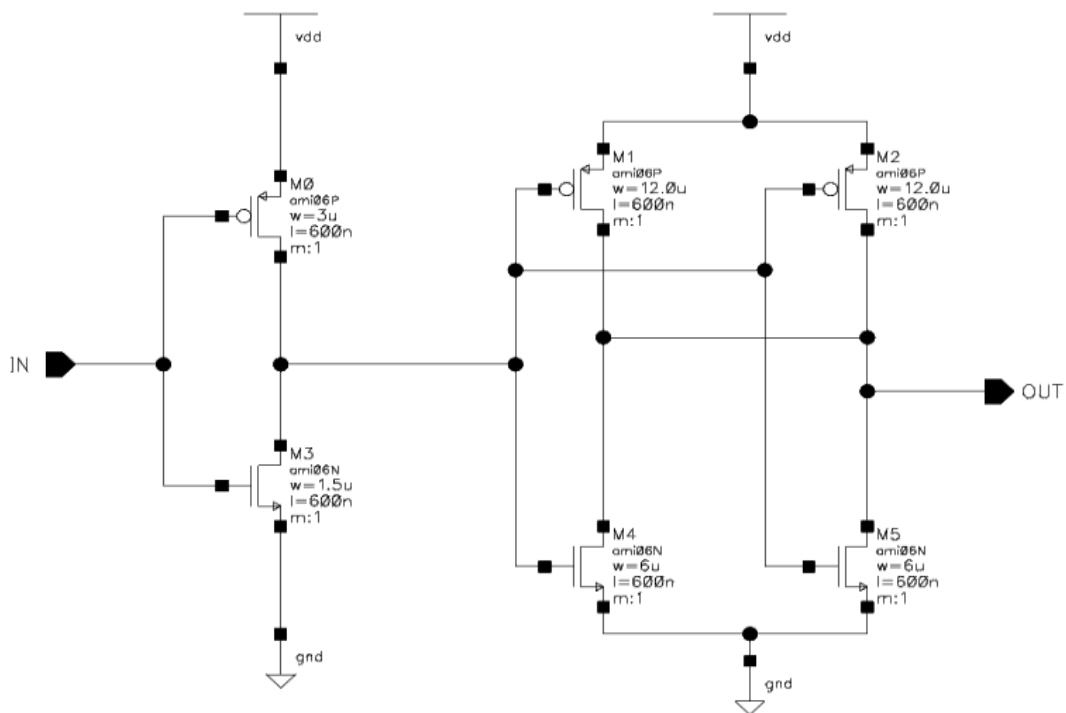 vdd
vdd
M1
ami06P
w=12.0u
l=600n
m:1
M2
ami06P
w=12.0u
l=600n
m:1
M0
ami06P
w=3u
l=600n
m:1
IN
OUT
M3
ami06N
w=1.5u
l=600n
m:1
M4
ami06N
w=6u
l=600n
m:1
M5
ami06N
w=6u
l=600n
m:1
gnd
gnd